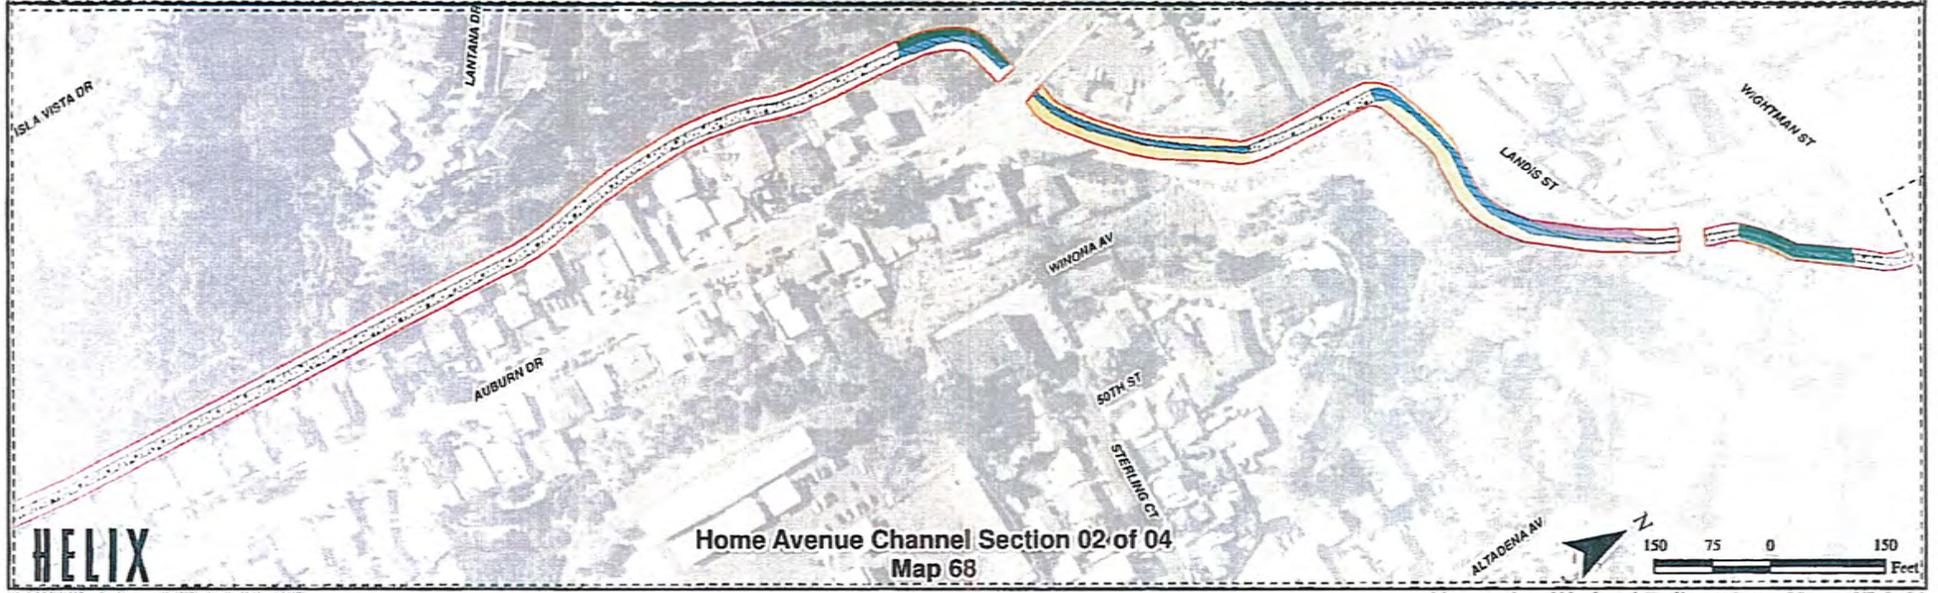 LANTANA DR
ISLA VISTA DR
WIGHTMAN ST
LANDIS ST
WINONA AV
AUBURN DR
50TH ST
STERLING CT
ALTADENA AV
HELIX
Home Avenue Channel Section 02 of 04
Map 68
N
150 75 0 150
Feet